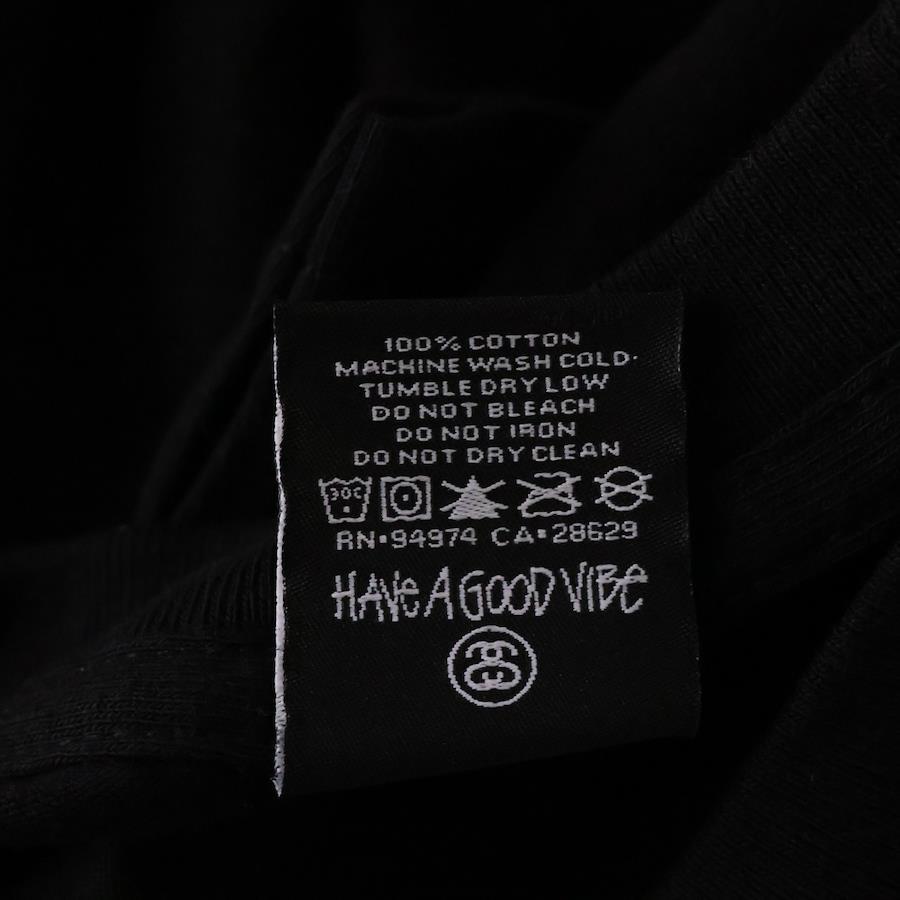 100% COTTON
MACHINE WASH COLD·
TUMBLE DRY LOW
DO NOT BLEACH
DO NOT IRON
DO NOT DRY CLEAN
30C
RN·94974 CA·28629
HAVE A GOOD VIBE